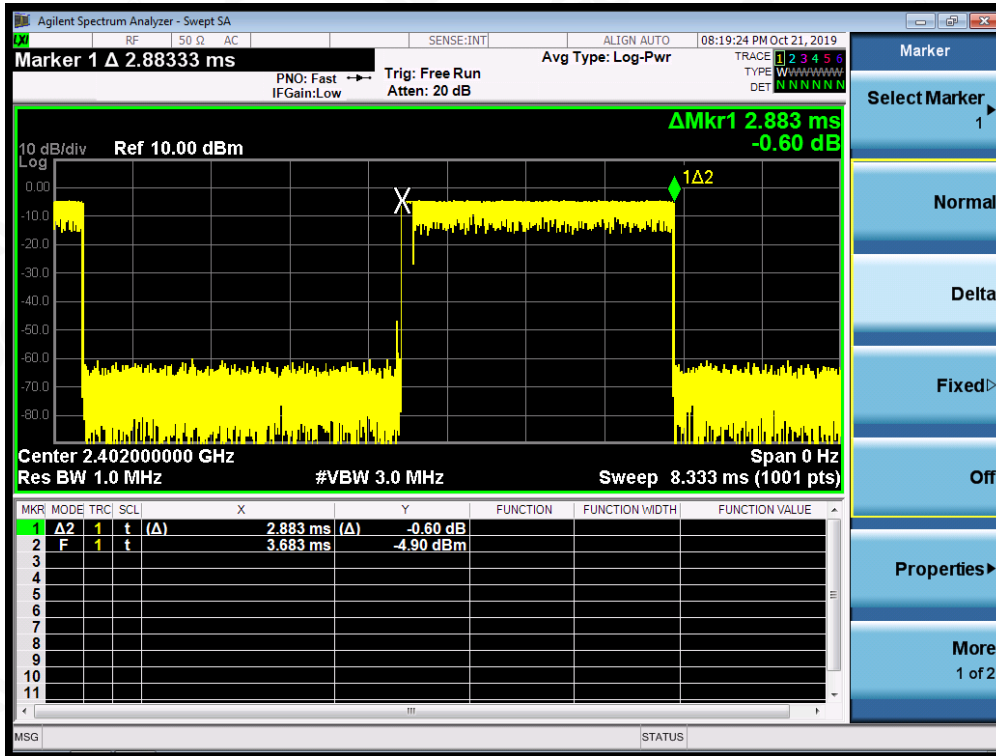 Agilent Spectrum Analyzer - Swept SA
LXI RF 50 Ω AC SENSE:INT ALIGN AUTO 08:19:24 PM Oct 21, 2019
Marker 1 Δ 2.88333 ms
PNO: Fast
IFGain:Low
Trig: Free Run
Atten: 20 dB
Avg Type: Log-Pwr
TRACE 1 2 3 4 5 6
TYPE W
DET N N N N N N
ΔMkr1 2.883 ms
-0.60 dB
10 dB/div Ref 10.00 dBm
Log
0.00
-10.0
-20.0
-30.0
-40.0
-50.0
-60.0
-70.0
-80.0
X
1Δ2
Center 2.402000000 GHz
Span 0 Hz
Res BW 1.0 MHz #VBW 3.0 MHz Sweep 8.333 ms (1001 pts)
MKR MODE TRC SCL X Y FUNCTION FUNCTION WIDTH FUNCTION VALUE
1 Δ2 1 t (Δ) 2.883 ms (Δ) -0.60 dB
2 F 1 t 3.683 ms -4.90 dBm
3
4
5
6
7
8
9
10
11
MSG STATUS
Marker
Select Marker
1
Normal
Delta
Fixed
Off
Properties
More
1 of 2